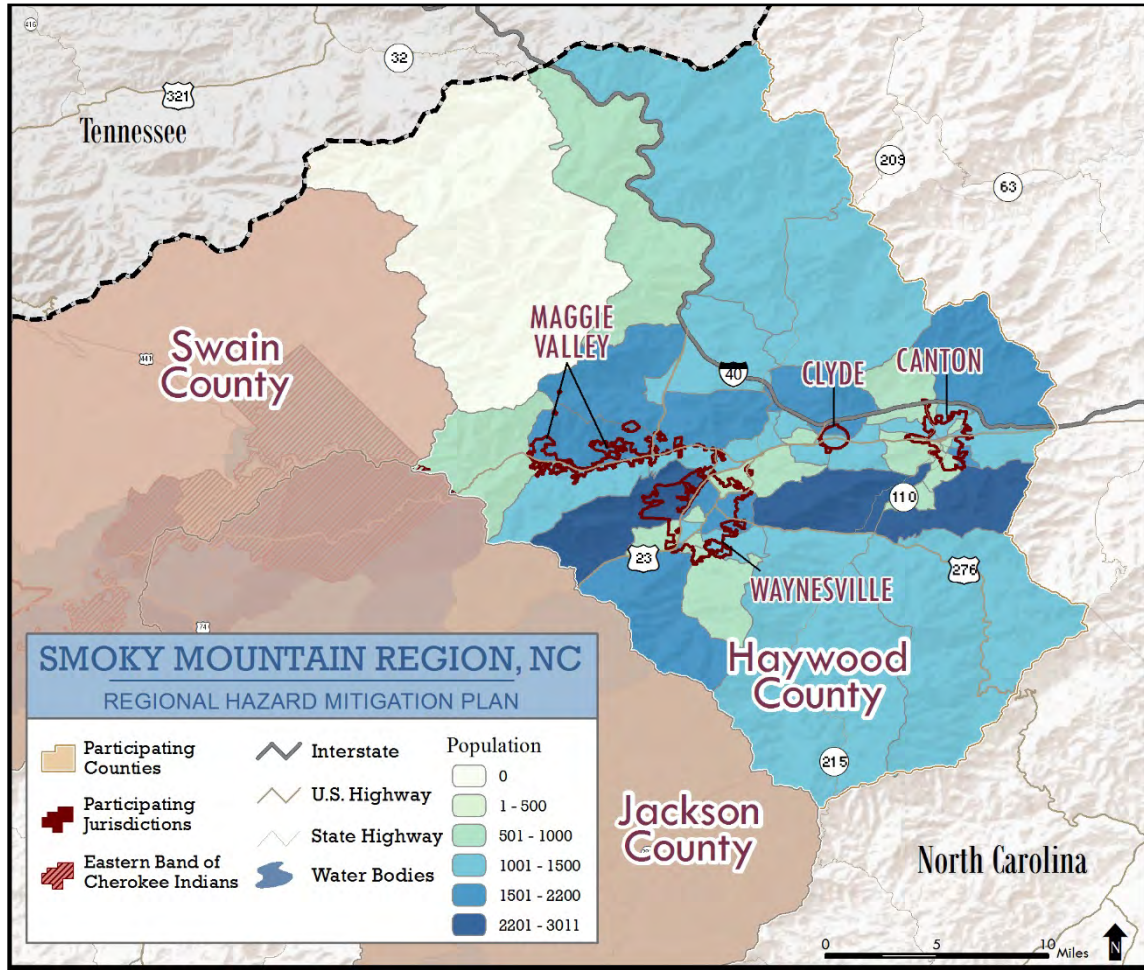 416
32
321
Tennessee
209
63
MAGGIE
VALLEY
Swain
County
441
40
CLYDE
CANTON
110
23
276
WAYNESVILLE
741
Haywood
County
215
Jackson
County
North Carolina
SMOKY MOUNTAIN REGION, NC
REGIONAL HAZARD MITIGATION PLAN
Participating
Counties
Participating
Jurisdictions
Eastern Band of
Cherokee Indians
Interstate
U.S. Highway
State Highway
Water Bodies
Population
0
1 - 500
501 - 1000
1001 - 1500
1501 - 2200
2201 - 3011
0 5 10
Miles
N